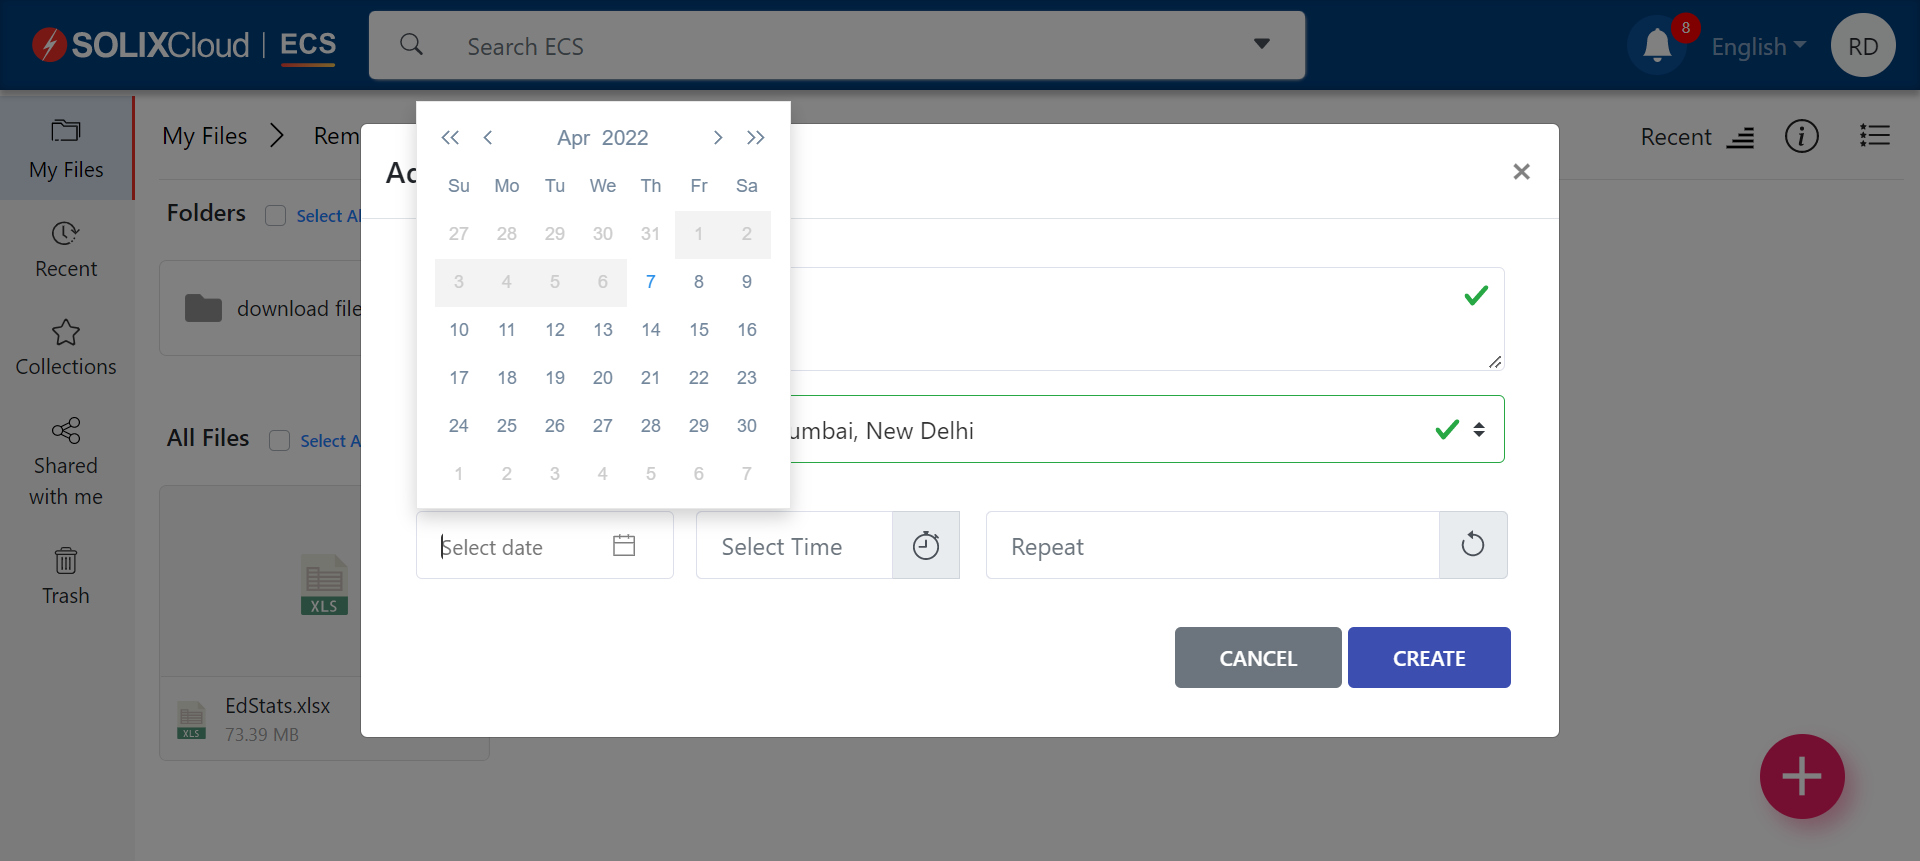 SOLIXCloud | ECS
Search ECS
8
English
RD
My Files
Recent
Collections
Shared
with me
Trash
My Files
Recent
Folders
Select
download file
All Files
Select
XLS
EdStats.xlsx
XLS
73.39 MB
Apr 2022
Su Mo Tu We Th Fr Sa
27 28 29 30 31 1 2
3 4 5 6 7 8 9
10 11 12 13 14 15 16
17 18 19 20 21 22 23
24 25 26 27 28 29 30
1 2 3 4 5 6 7
×
umbai, New Delhi
Select date
Select Time
Repeat
CANCEL
CREATE